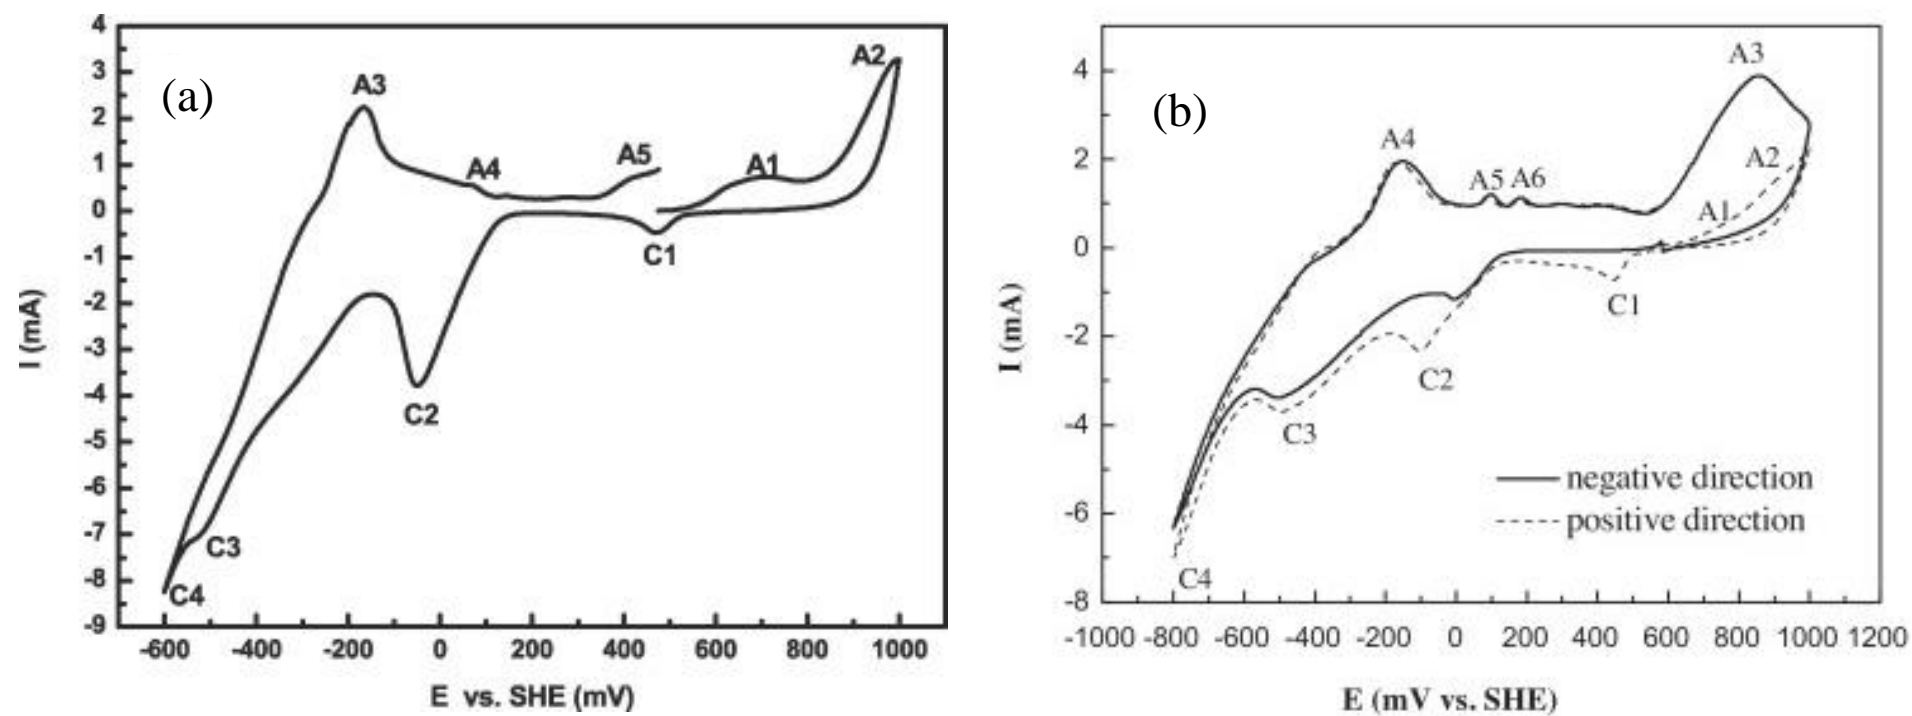 (a)
4
3
2
1
0
-1
-2
-3
-4
-5
-6
-7
-8
-9
I (mA)
A3
A4
A5
A1
A2
C1
C2
C3
C4
-600 -400 -200 0 200 400 600 800 1000
E vs. SHE (mV)
(b)
4
2
0
-2
-4
-6
-8
I (mA)
A3
A4
A2
A5 A6
A1
C1
C2
C3
C4
negative direction
positive direction
-1000 -800 -600 -400 -200 0 200 400 600 800 1000 1200
E (mV vs. SHE)